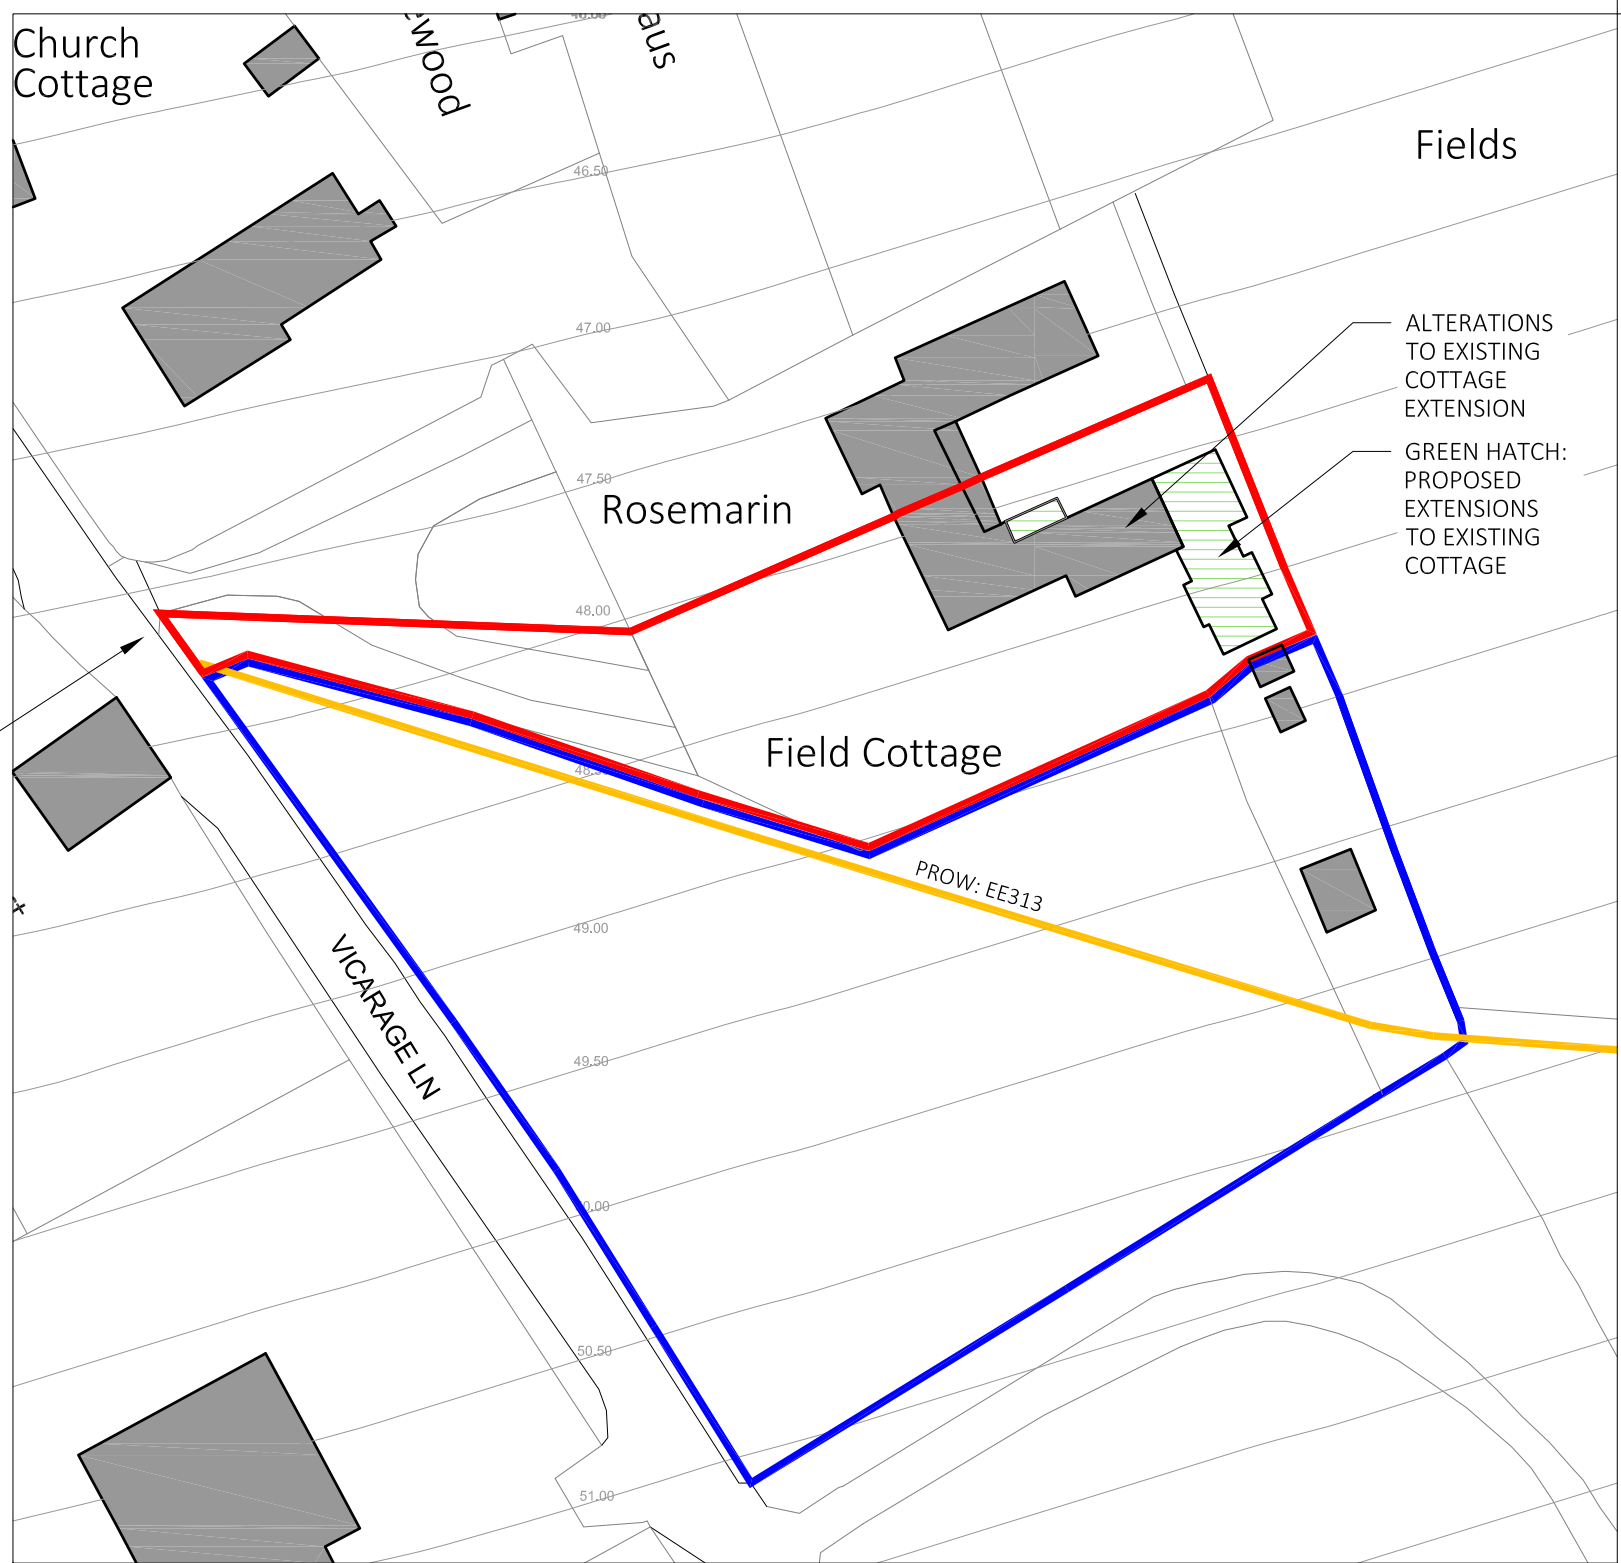 Church
Cottage
ewood
aus
46.50
Fields
47.00
ALTERATIONS
TO EXISTING
COTTAGE
EXTENSION
GREEN HATCH:
PROPOSED
EXTENSIONS
TO EXISTING
COTTAGE
47.50
Rosemarin
48.00
Field Cottage
PROW: EE313
49.00
VICARAGE LN
49.50
50.50
51.00